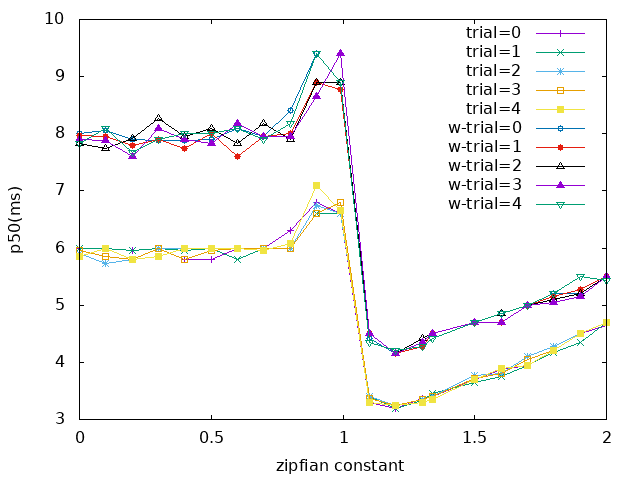 10
9
8
7
6
5
4
3
p50(ms)
0
0.5
1
1.5
2
zipfian constant
trial=0
trial=1
trial=2
trial=3
trial=4
w-trial=0
w-trial=1
w-trial=2
w-trial=3
w-trial=4